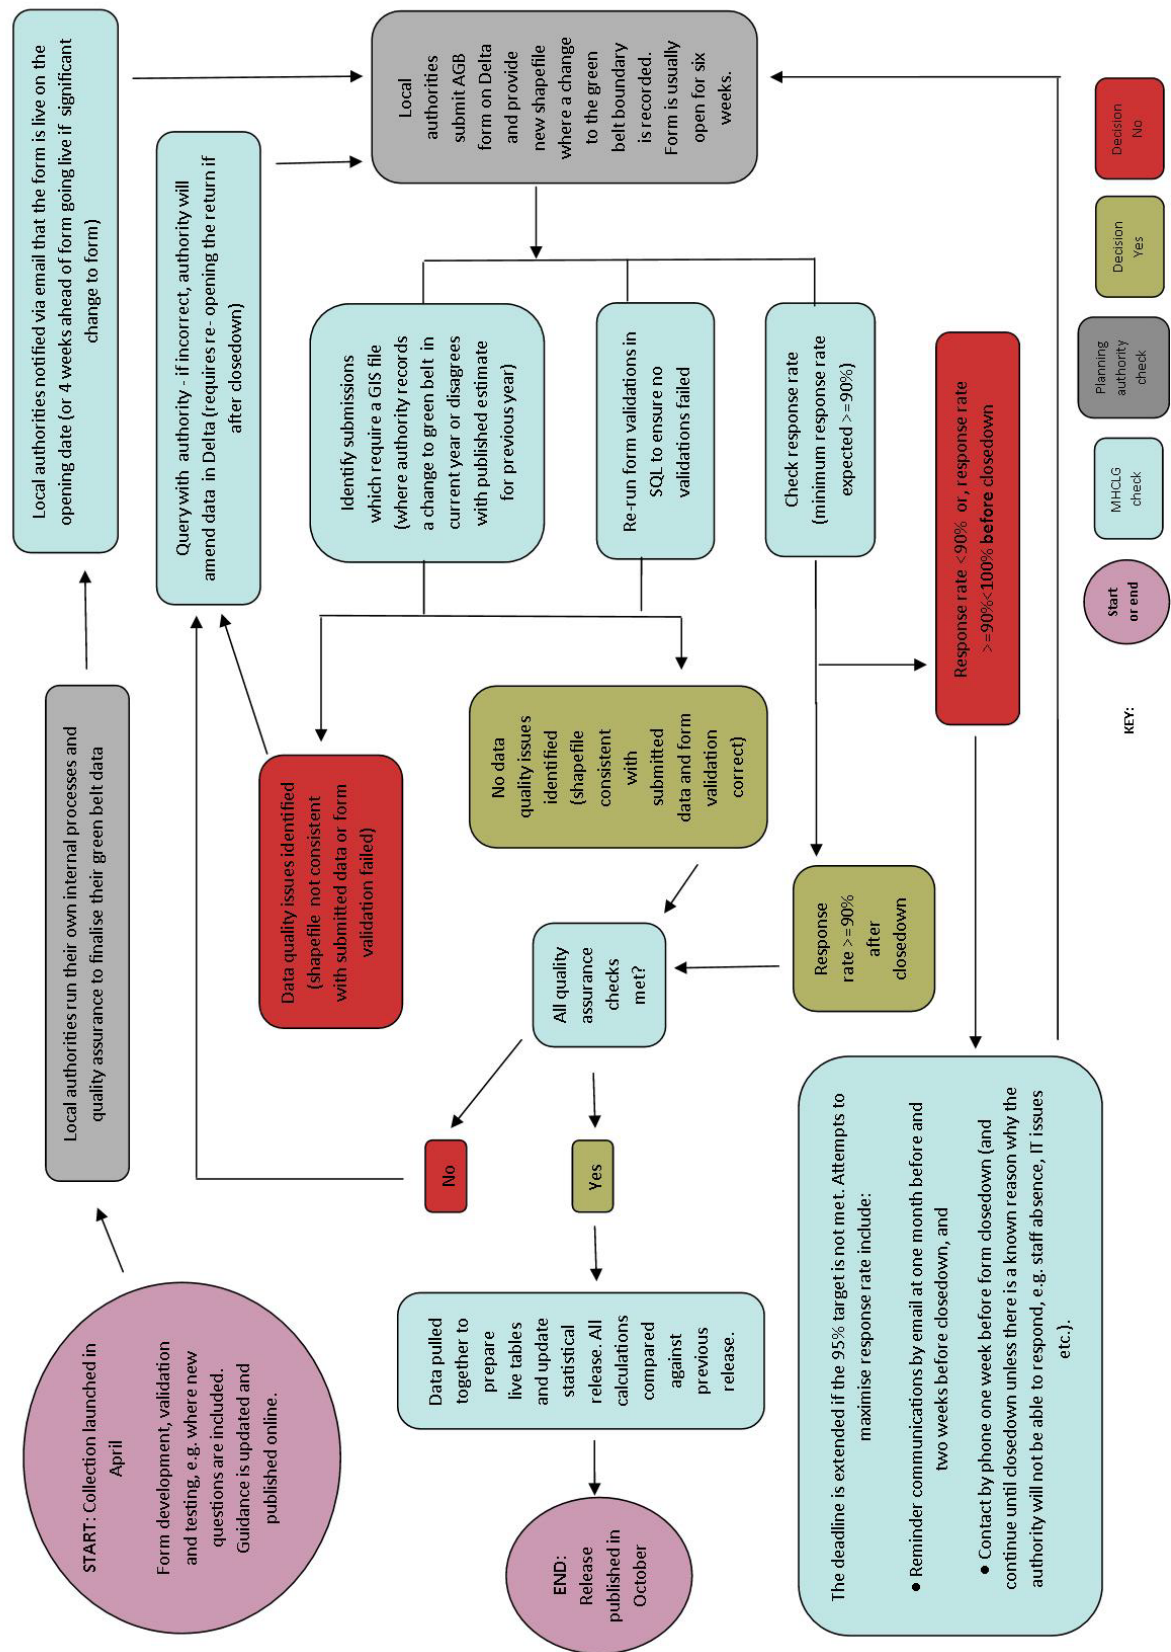 START: Collection launched in
April
Form development, validation
and testing, e.g. where new
questions are included.
Guidance is updated and
published online.
Local authorities run their own internal processes and
quality assurance to finalise their green belt data
Local authorities notified via email that the form is live on the
opening date (or 4 weeks ahead of form going live if significant
change to form)
Query with authority - if incorrect, authority will
amend data in Delta (requires re- opening the return if
after closedown)
Local
authorities
submit AGB
form on Delta
and provide
new shapefile
where a change
to the green
belt boundary
is recorded.
Form is usually
open for six
weeks.
Identify submissions
which require a GIS file
(where authority records
a change to green belt in
current year or disagrees
with published estimate
for previous year)
Re-run form validations in
SQL to ensure no
validations failed
Check response rate
(minimum response rate
expected >=90%)
Data quality issues identified
(shapefile not consistent
with submitted data or form
validation failed)
No data
quality issues
identified
(shapefile
consistent
with
submitted
data and form
validation
correct)
Response
rate >=90%
after
closedown
Response rate <90% or, response rate
>=90%<100% before closedown
All quality
assurance
checks
met?
No
Yes
Data pulled
together to
prepare
live tables
and update
statistical
release. All
calculations
compared
against
previous
release.
END:
Release
published in
October
The deadline is extended if the 95% target is not met. Attempts to
maximise response rate include:
● Reminder communications by email at one month before and
two weeks before closedown, and
● Contact by phone one week before form closedown (and
continue until closedown unless there is a known reason why the
authority will not be able to respond, e.g. staff absence, IT issues
etc.).
KEY:
Start
or end
MHCLG
check
Planning
authority
check
Decision
Yes
Decision
No